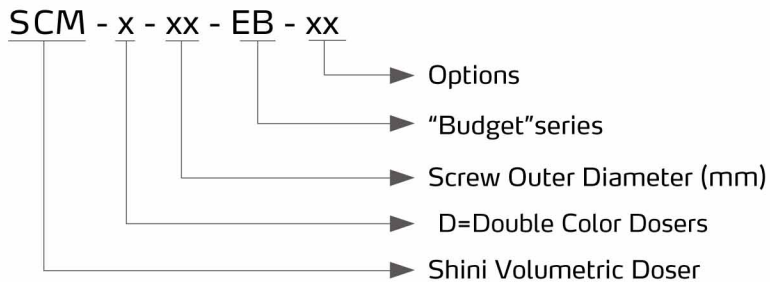 SCM - x - xx - EB - xx
Options
“Budget”series
Screw Outer Diameter (mm)
D=Double Color Dosers
Shini Volumetric Doser